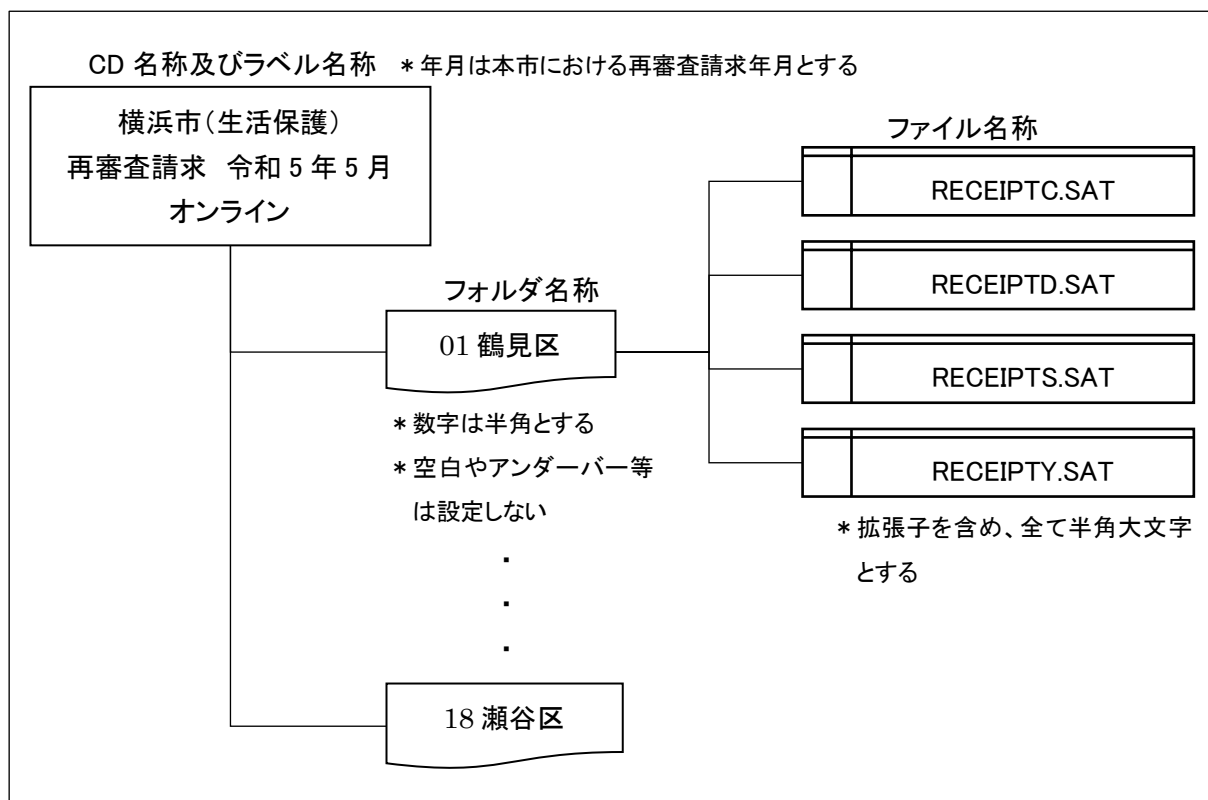 CD 名称及びラベル名称 *年月は本市における再審査請求年月とする
横浜市(生活保護)
再審査請求 令和 5 年 5 月
オンライン
ファイル名称
RECEIPTC.SAT
RECEIPTD.SAT
RECEIPTS.SAT
RECEIPTY.SAT
*拡張子を含め、全て半角大文字
とする
フォルダ名称
01 鶴見区
*数字は半角とする
*空白やアンダーバー等
は設定しない
・
・
・
18 瀬谷区